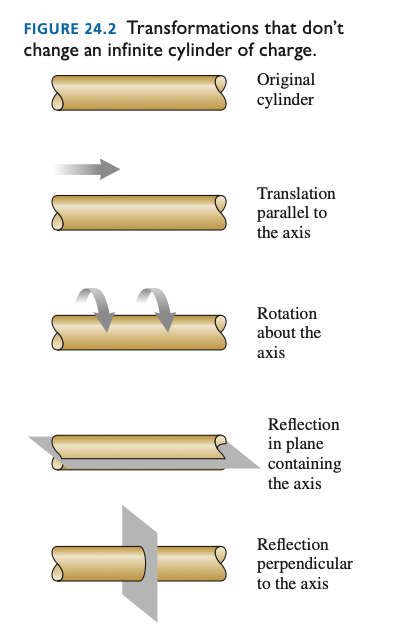 FIGURE 24.2 Transformations that don't
change an infinite cylinder of charge.
Original
cylinder
Translation
parallel to
the axis
Rotation
about the
axis
Reflection
in plane
containing
the axis
Reflection
perpendicular
to the axis